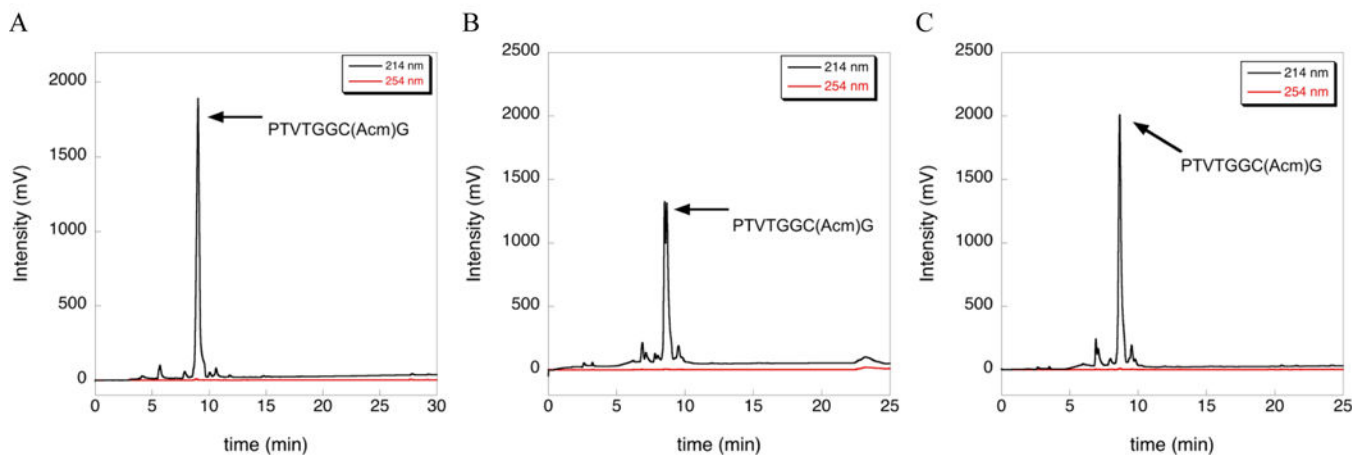 A
214 nm
254 nm
PTVTGGC(Acm)G
Intensity (mV)
2000
1500
1000
500
0
0 5 10 15 20 25 30
time (min)
B
214 nm
254 nm
PTVTGGC(Acm)G
Intensity (mV)
2500
2000
1500
1000
500
0
0 5 10 15 20 25
time (min)
C
214 nm
254 nm
PTVTGGC(Acm)G
Intensity (mV)
2500
2000
1500
1000
500
0
0 5 10 15 20 25
time (min)